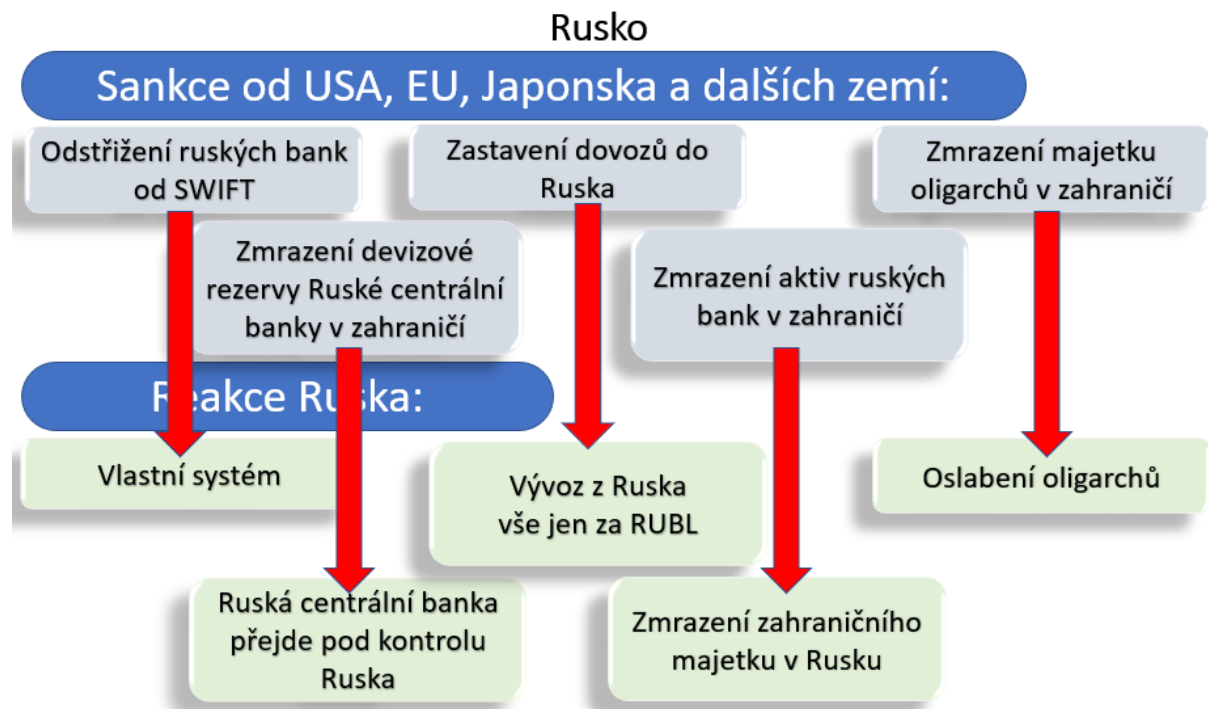 Rusko
Sankce od USA, EU, Japonska a dalších zemí:
Odstřižení ruských bank
od SWIFT
Zastavení dovozů do
Ruska
Zmrazení majetku
oligarchů v zahraničí
Zmrazení devizové
rezervy Ruské centrální
banky v zahraničí
Zmrazení aktiv ruských
bank v zahraničí
Reakce Ruska:
Vlastní systém
Vývoz z Ruska
vše jen za RUBL
Oslabení oligarchů
Ruská centrální banka
přejde pod kontrolu
Ruska
Zmrazení zahraničního
majetku v Rusku